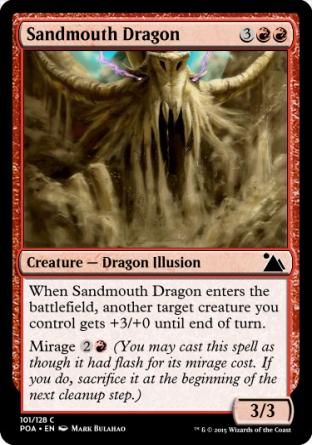 Sandmouth Dragon 3
Creature — Dragon Illusion
When Sandmouth Dragon enters the
battlefield, another target creature you
control gets +3/+0 until end of turn.
Mirage 2 (You may cast this spell as
though it had flash for its mirage cost. If
you do, sacrifice it at the beginning of the
next cleanup step.)
3/3
101/128 C
POA • EN Mark Bulahao
™ & © 2015 Wizards of the Coast